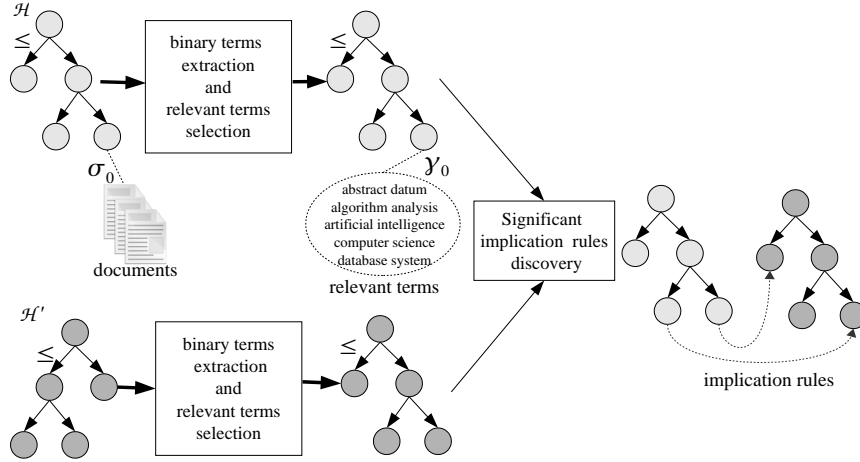 ℋ
≤
binary terms
extraction
and
relevant terms
selection
≤
σ₀
documents
γ₀
abstract datum
algorithm analysis
artificial intelligence
computer science
database system
relevant terms
Significant
implication rules
discovery
ℋ'
≤
binary terms
extraction
and
relevant terms
selection
≤
implication rules